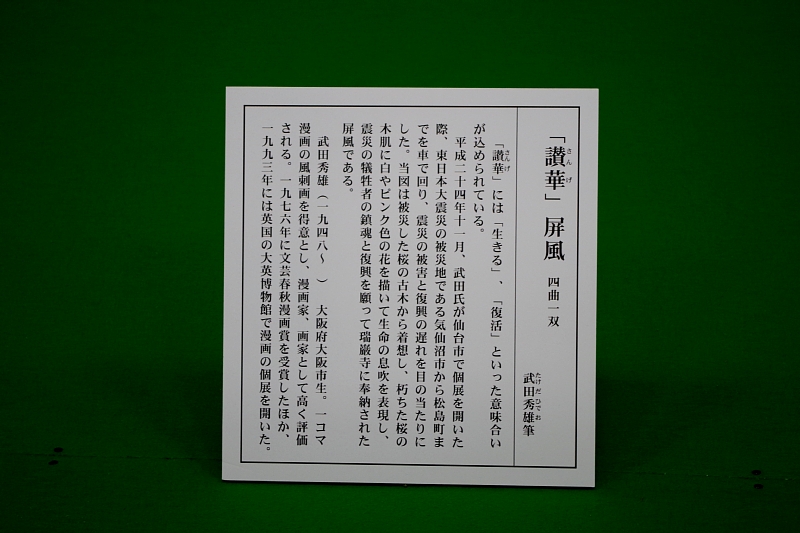 「讃華」屏風 四曲一双
さんげ
武田秀雄筆
たけだひでお
「讃華」には「生きる」、「復活」といった意味合い
さんげ
が込められている。
平成二十四年十一月、武田氏が仙台市で個展を開いた
際、東日本大震災の被災地である気仙沼市から松島町ま
でを車で回り、震災の被害と復興の遅れを目の当たりに
した。当図は被災した桜の古木から着想し、朽ちた桜の
木肌に白やピンク色の花を描いて生命の息吹を表現し、
震災の犠牲者の鎮魂と復興を願って瑞巌寺に奉納された
屏風である。
武田秀雄(一九四八〜 ) 大阪府大阪市生。一コマ
漫画の風刺画を得意とし、漫画家、画家として高く評価
される。一九七六年に文芸春秋漫画賞を受賞したほか、
一九九三年には英国の大英博物館で漫画の個展を開いた。